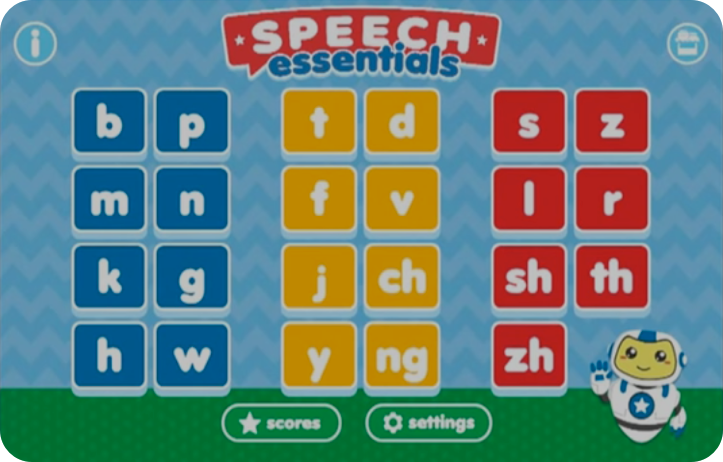 SPEECH
essentials
b p t d s z
m n f v l r
k g j ch sh th
h w y ng zh
scores settings